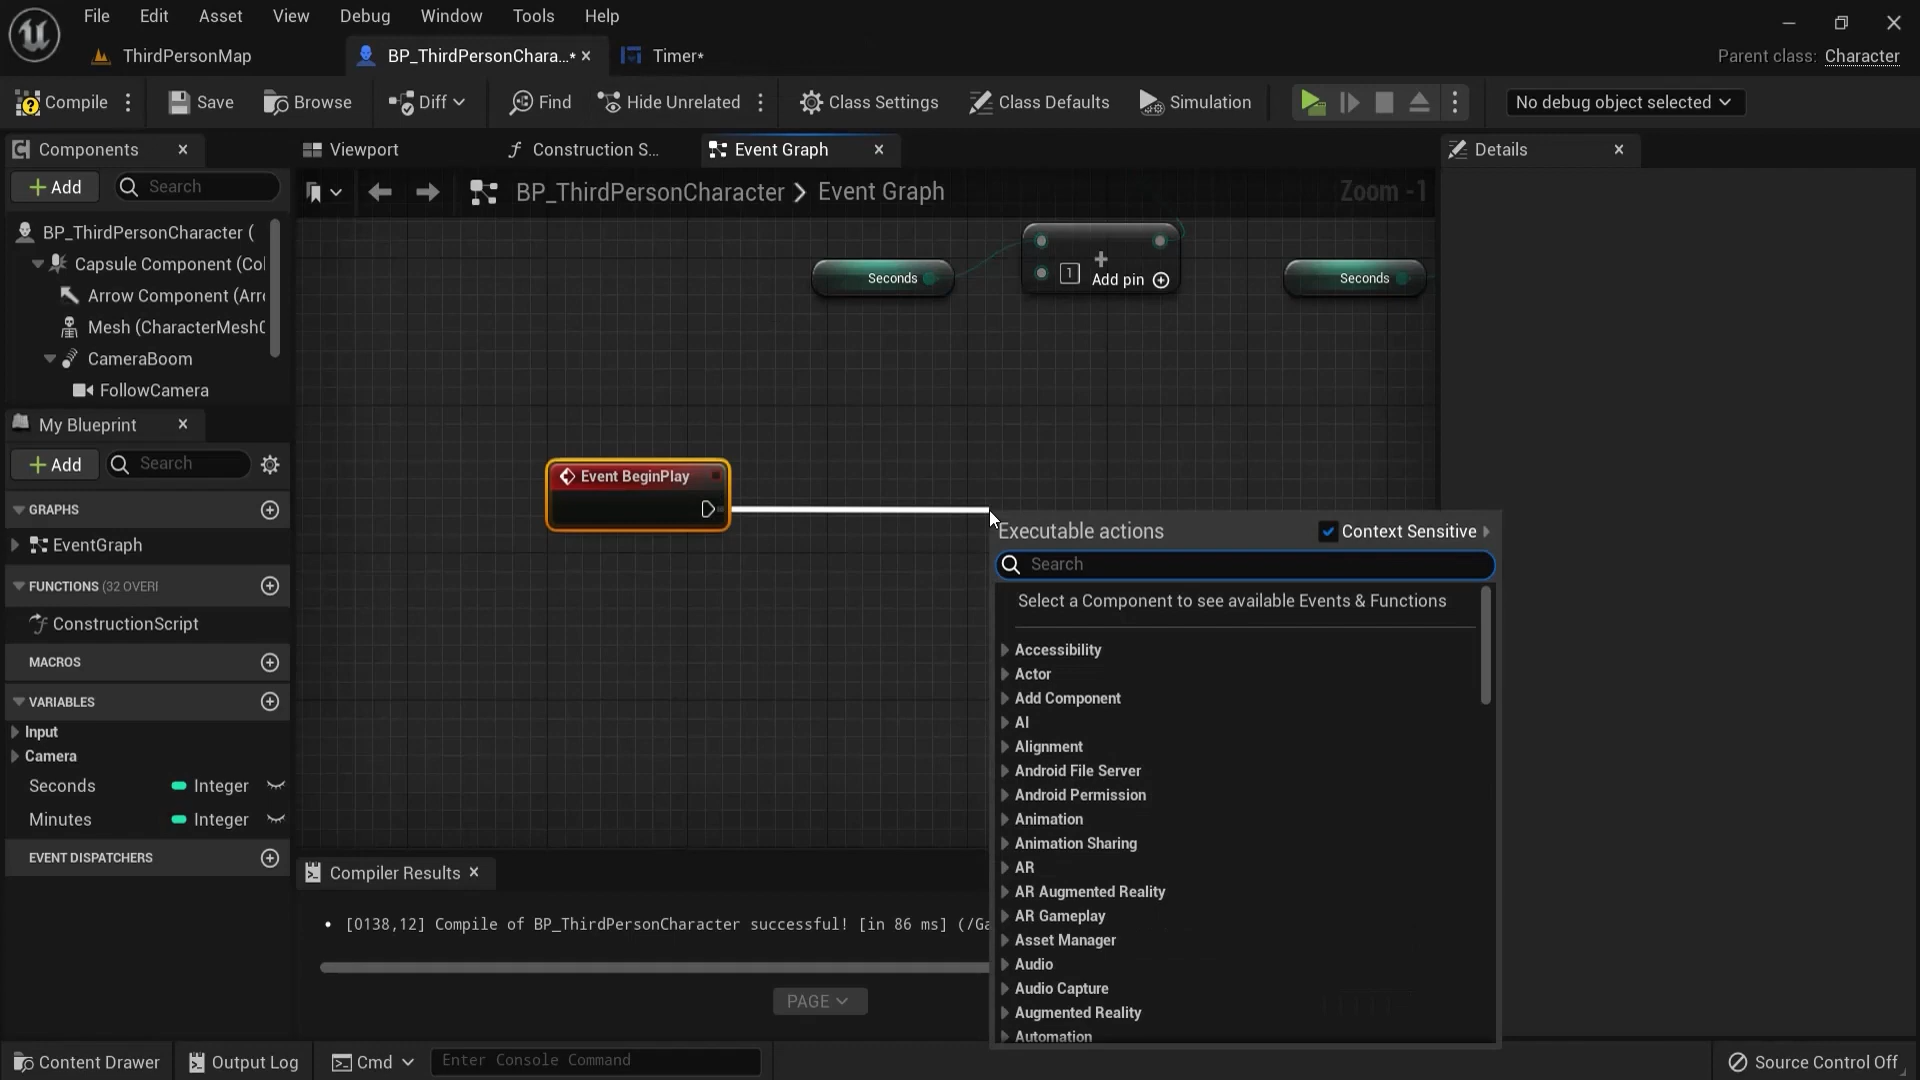 File Edit Asset View Debug Window Tools Help
ThirdPersonMap BP_ThirdPersonChara...* Timer* Parent class: Character
Compile Save Browse Diff Find Hide Unrelated Class Settings Class Defaults Simulation No debug object selected
Components Viewport Construction S... Event Graph Details
Add Search BP_ThirdPersonCharacter > Event Graph Zoom -1
BP_ThirdPersonCharacter (
Capsule Component (Col
Arrow Component (Arro
Mesh (CharacterMesh0
CameraBoom
FollowCamera
Seconds 1 Add pin Seconds
My Blueprint
Add Search
GRAPHS
EventGraph
FUNCTIONS (32 OVERI
ConstructionScript
MACROS
VARIABLES
Input
Camera
Seconds Integer
Minutes Integer
EVENT DISPATCHERS
Event BeginPlay
Executable actions Context Sensitive
Search
Select a Component to see available Events & Functions
Accessibility
Actor
Add Component
AI
Alignment
Android File Server
Android Permission
Animation
Animation Sharing
AR
AR Augmented Reality
AR Gameplay
Asset Manager
Audio
Audio Capture
Augmented Reality
Automation
Compiler Results
[0138,12] Compile of BP_ThirdPersonCharacter successful! [in 86 ms] (/Ga
PAGE
Content Drawer Output Log Cmd Enter Console Command Source Control Off